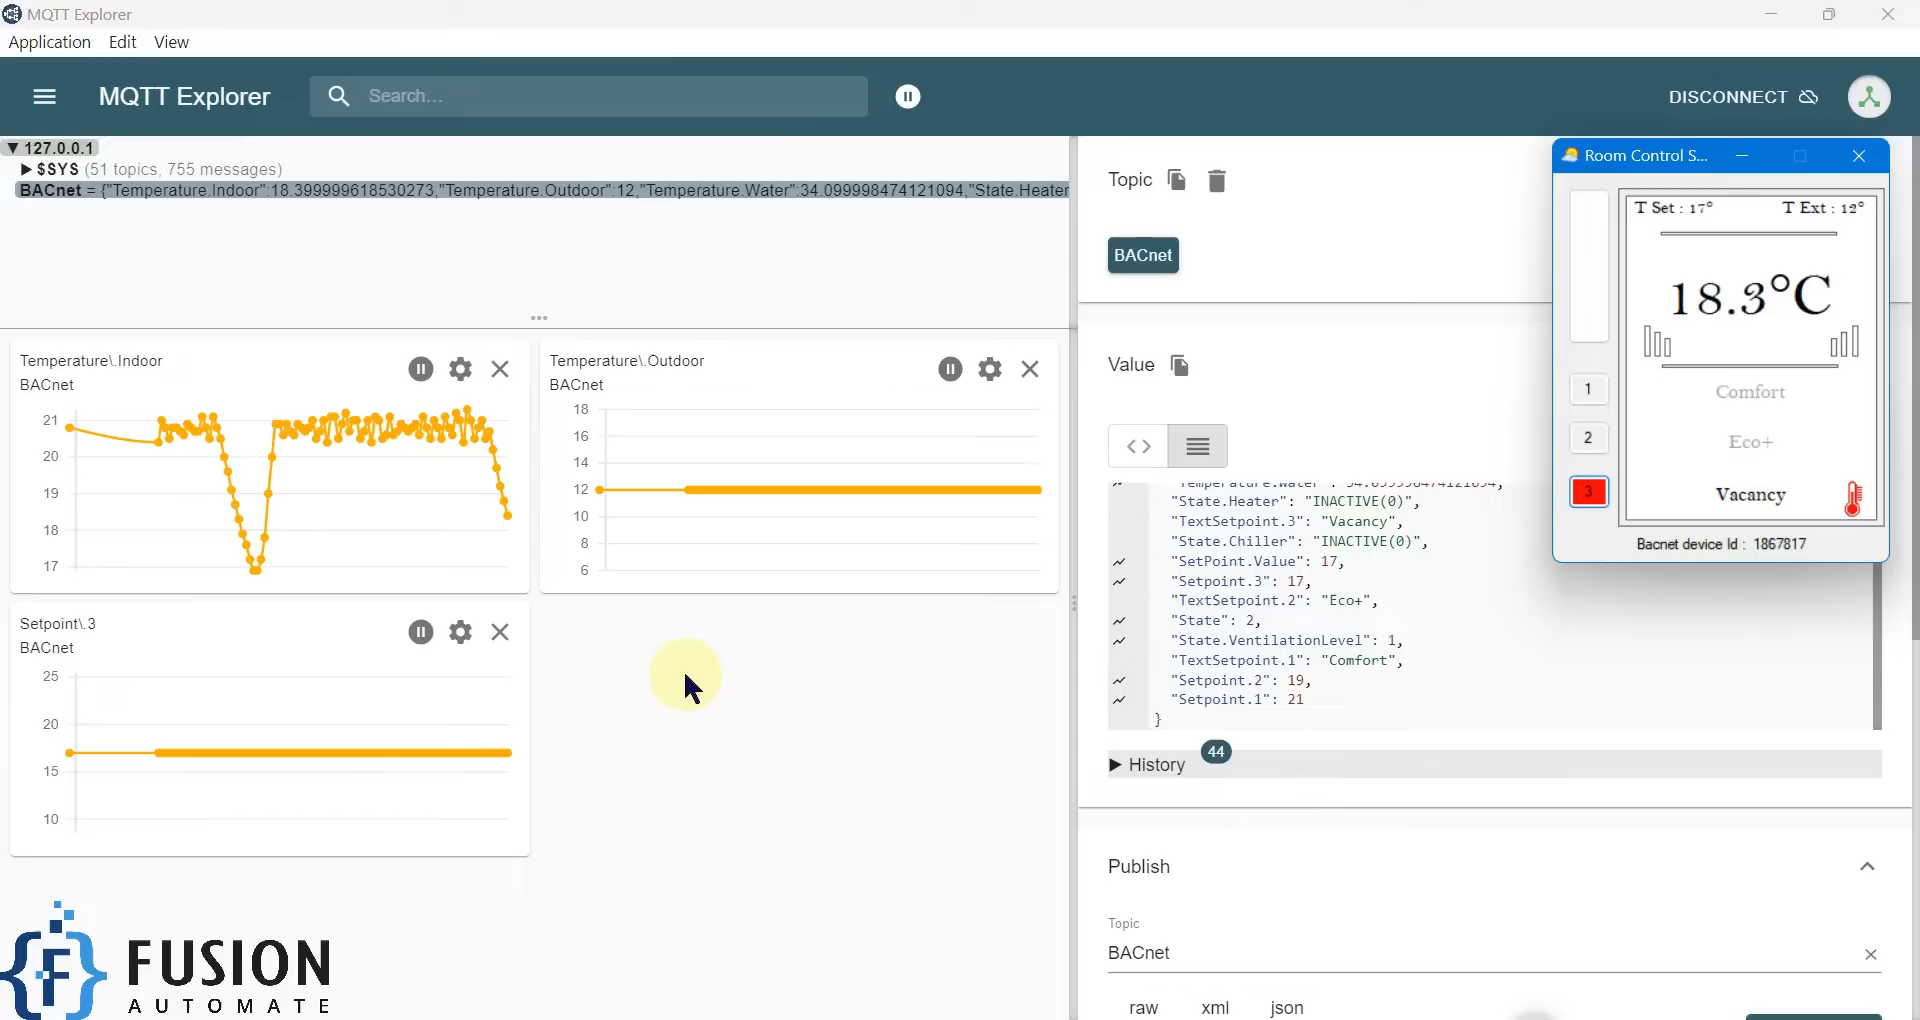 MQTT Explorer
Application Edit View
MQTT Explorer
Search...
DISCONNECT
▼ 127.0.0.1
▶ $SYS (51 topics, 755 messages)
BACnet = {"Temperature.Indoor":18.399999618530273,"Temperature.Outdoor":12,"Temperature.Water":34.099998474121094,"State.Heater
Temperature\.Indoor
BACnet
21
20
19
18
17
Temperature\.Outdoor
BACnet
18
16
14
12
10
8
6
Setpoint\.3
BACnet
25
20
15
10
FUSION
AUTOMATE
Topic
BACnet
Value
"Temperature.Water": 34.099998474121094,
"State.Heater": "INACTIVE(0)",
"TextSetpoint.3": "Vacancy",
"State.Chiller": "INACTIVE(0)",
"SetPoint.Value": 17,
"Setpoint.3": 17,
"TextSetpoint.2": "Eco+",
"State": 2,
"State.VentilationLevel": 1,
"TextSetpoint.1": "Comfort",
"Setpoint.2": 19,
"Setpoint.1": 21
}
▶ History 44
Publish
Topic
BACnet
raw xml json
Room Control S...
T Set : 17° T Ext : 12°
18.3°C
1
2
3
Comfort
Eco+
Vacancy
Bacnet device Id : 1867817